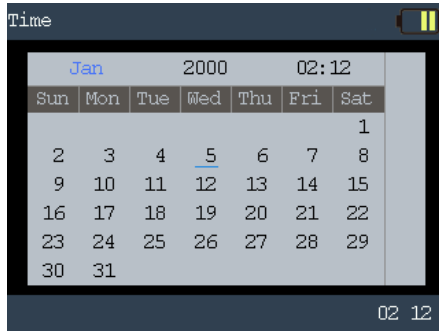 Time
Jan 2000 02:12
Sun Mon Tue Wed Thu Fri Sat
1
2 3 4 5 6 7 8
9 10 11 12 13 14 15
16 17 18 19 20 21 22
23 24 25 26 27 28 29
30 31
02 12